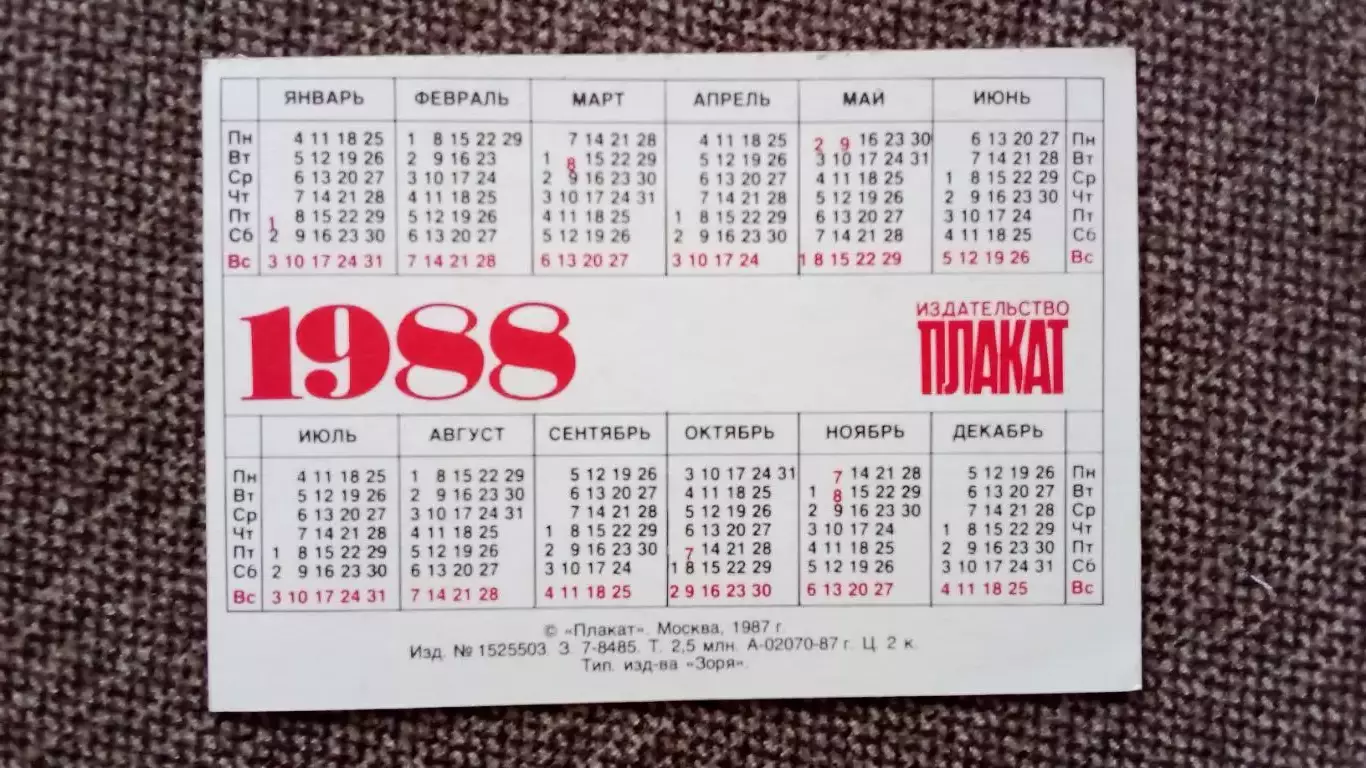 ЯНВАРЬ ФЕВРАЛЬ МАРТ АПРЕЛЬ МАЙ ИЮНЬ
Пн 4 11 18 25 1 8 15 22 29 7 14 21 28 4 11 18 25 2 9 16 23 30 6 13 20 27 Пн
Вт 5 12 19 26 2 9 16 23 1 8 15 22 29 5 12 19 26 3 10 17 24 31 7 14 21 28 Вт
Ср 6 13 20 27 3 10 17 24 2 9 16 23 30 6 13 20 27 4 11 18 25 1 8 15 22 29 Ср
Чт 7 14 21 28 4 11 18 25 3 10 17 24 31 7 14 21 28 5 12 19 26 2 9 16 23 30 Чт
Пт 1 8 15 22 29 5 12 19 26 4 11 18 25 1 8 15 22 29 6 13 20 27 3 10 17 24 Пт
Сб 2 9 16 23 30 6 13 20 27 5 12 19 26 2 9 16 23 30 7 14 21 28 4 11 18 25 Сб
Вс 3 10 17 24 31 7 14 21 28 6 13 20 27 3 10 17 24 1 8 15 22 29 5 12 19 26 Вс
1988
ИЗДАТЕЛЬСТВО
ПЛАКАТ
ИЮЛЬ АВГУСТ СЕНТЯБРЬ ОКТЯБРЬ НОЯБРЬ ДЕКАБРЬ
Пн 4 11 18 25 1 8 15 22 29 5 12 19 26 3 10 17 24 31 7 14 21 28 5 12 19 26 Пн
Вт 5 12 19 26 2 9 16 23 30 6 13 20 27 4 11 18 25 1 8 15 22 29 6 13 20 27 Вт
Ср 6 13 20 27 3 10 17 24 31 7 14 21 28 5 12 19 26 2 9 16 23 30 7 14 21 28 Ср
Чт 7 14 21 28 4 11 18 25 1 8 15 22 29 6 13 20 27 3 10 17 24 1 8 15 22 29 Чт
Пт 1 8 15 22 29 5 12 19 26 2 9 16 23 30 7 14 21 28 4 11 18 25 2 9 16 23 30 Пт
Сб 2 9 16 23 30 6 13 20 27 3 10 17 24 1 8 15 22 29 5 12 19 26 3 10 17 24 31 Сб
Вс 3 10 17 24 31 7 14 21 28 4 11 18 25 2 9 16 23 30 6 13 20 27 4 11 18 25 Вс
© «Плакат». Москва, 1987 г.
Изд. № 1525503. З. 7-8485. Т. 2,5 млн. А-02070-87 г. Ц. 2 к.
Тип. изд-ва «Зоря».